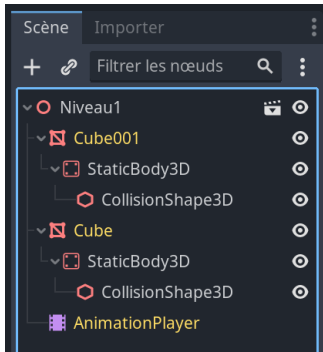 Scène Importer
Filtrer les nœuds
Niveau1
Cube001
StaticBody3D
CollisionShape3D
Cube
StaticBody3D
CollisionShape3D
AnimationPlayer